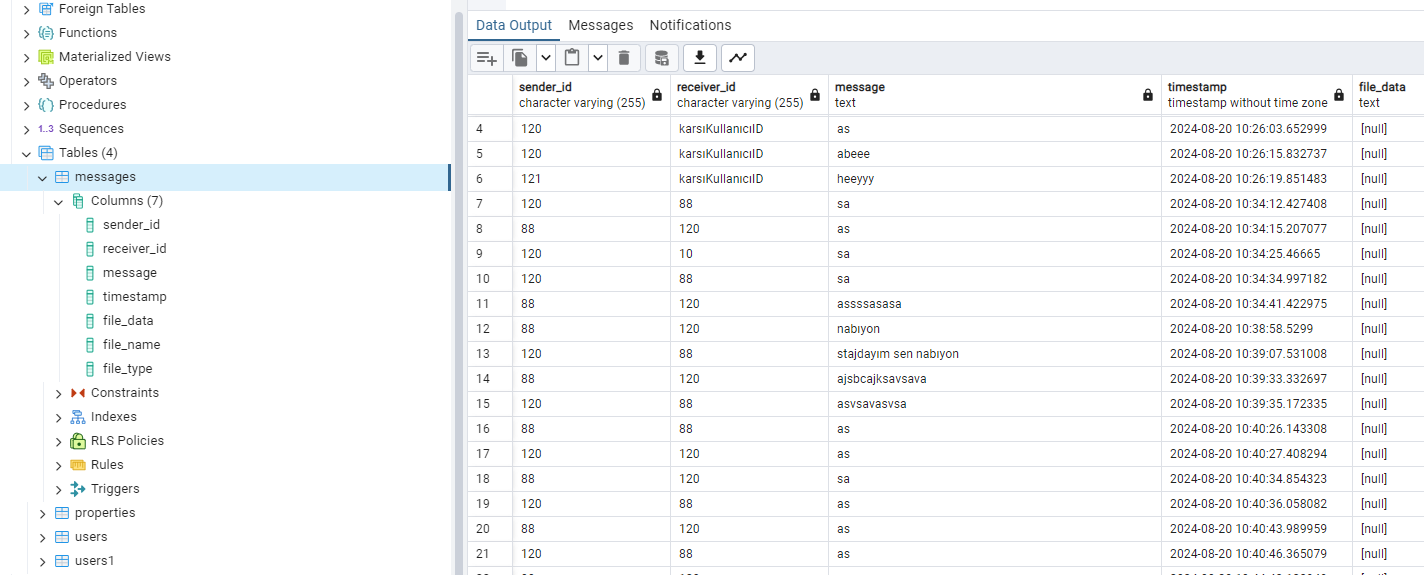 Foreign Tables
Functions
Materialized Views
Operators
Procedures
1..3 Sequences
Tables (4)
messages
Columns (7)
sender_id
receiver_id
message
timestamp
file_data
file_name
file_type
Constraints
Indexes
RLS Policies
Rules
Triggers
properties
users
users1
Data Output Messages Notifications
sender_id receiver_id message timestamp file_data
character varying (255) character varying (255) text timestamp without time zone text
4 120 karsıKullanıcıID as 2024-08-20 10:26:03.652999 [null]
5 120 karsıKullanıcıID abeee 2024-08-20 10:26:15.832737 [null]
6 121 karsıKullanıcıID heeyyy 2024-08-20 10:26:19.851483 [null]
7 120 88 sa 2024-08-20 10:34:12.427408 [null]
8 88 120 as 2024-08-20 10:34:15.207077 [null]
9 120 10 sa 2024-08-20 10:34:25.46665 [null]
10 120 88 sa 2024-08-20 10:34:34.997182 [null]
11 88 120 assssasasa 2024-08-20 10:34:41.422975 [null]
12 88 120 nabıyon 2024-08-20 10:38:58.5299 [null]
13 120 88 stajdayım sen nabıyon 2024-08-20 10:39:07.531008 [null]
14 88 120 ajsbcajksavsava 2024-08-20 10:39:33.332697 [null]
15 120 88 asvsavasvsa 2024-08-20 10:39:35.172335 [null]
16 88 88 as 2024-08-20 10:40:26.143308 [null]
17 120 120 as 2024-08-20 10:40:27.408294 [null]
18 88 120 sa 2024-08-20 10:40:34.854323 [null]
19 120 88 as 2024-08-20 10:40:36.058082 [null]
20 88 120 as 2024-08-20 10:40:43.989959 [null]
21 120 88 as 2024-08-20 10:40:46.365079 [null]